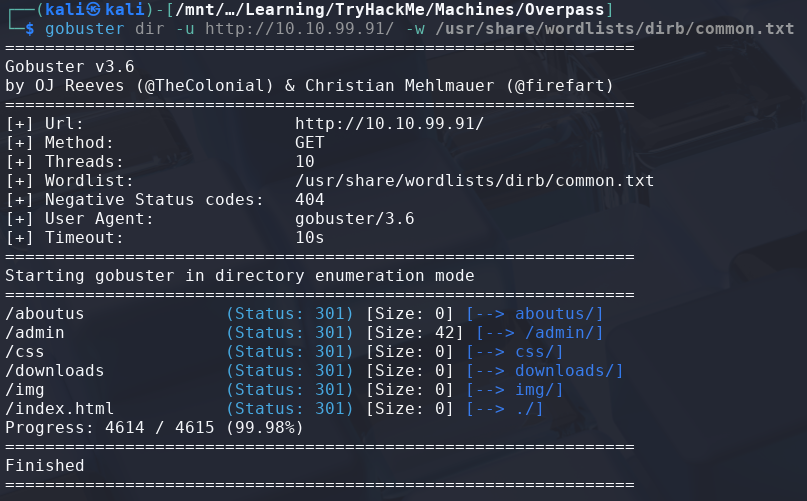 ┌──(kali㉿kali)-[/mnt/…/Learning/TryHackMe/Machines/Overpass]
└─$ gobuster dir -u http://10.10.99.91/ -w /usr/share/wordlists/dirb/common.txt
===============================================================
Gobuster v3.6
by OJ Reeves (@TheColonial) & Christian Mehlmauer (@firefart)
===============================================================
[+] Url:                     http://10.10.99.91/
[+] Method:                  GET
[+] Threads:                 10
[+] Wordlist:                /usr/share/wordlists/dirb/common.txt
[+] Negative Status codes:   404
[+] User Agent:              gobuster/3.6
[+] Timeout:                 10s
===============================================================
Starting gobuster in directory enumeration mode
===============================================================
/aboutus              (Status: 301) [Size: 0] [--> aboutus/]
/admin                (Status: 301) [Size: 42] [--> /admin/]
/css                  (Status: 301) [Size: 0] [--> css/]
/downloads            (Status: 301) [Size: 0] [--> downloads/]
/img                  (Status: 301) [Size: 0] [--> img/]
/index.html           (Status: 301) [Size: 0] [--> ./]
Progress: 4614 / 4615 (99.98%)
===============================================================
Finished
===============================================================